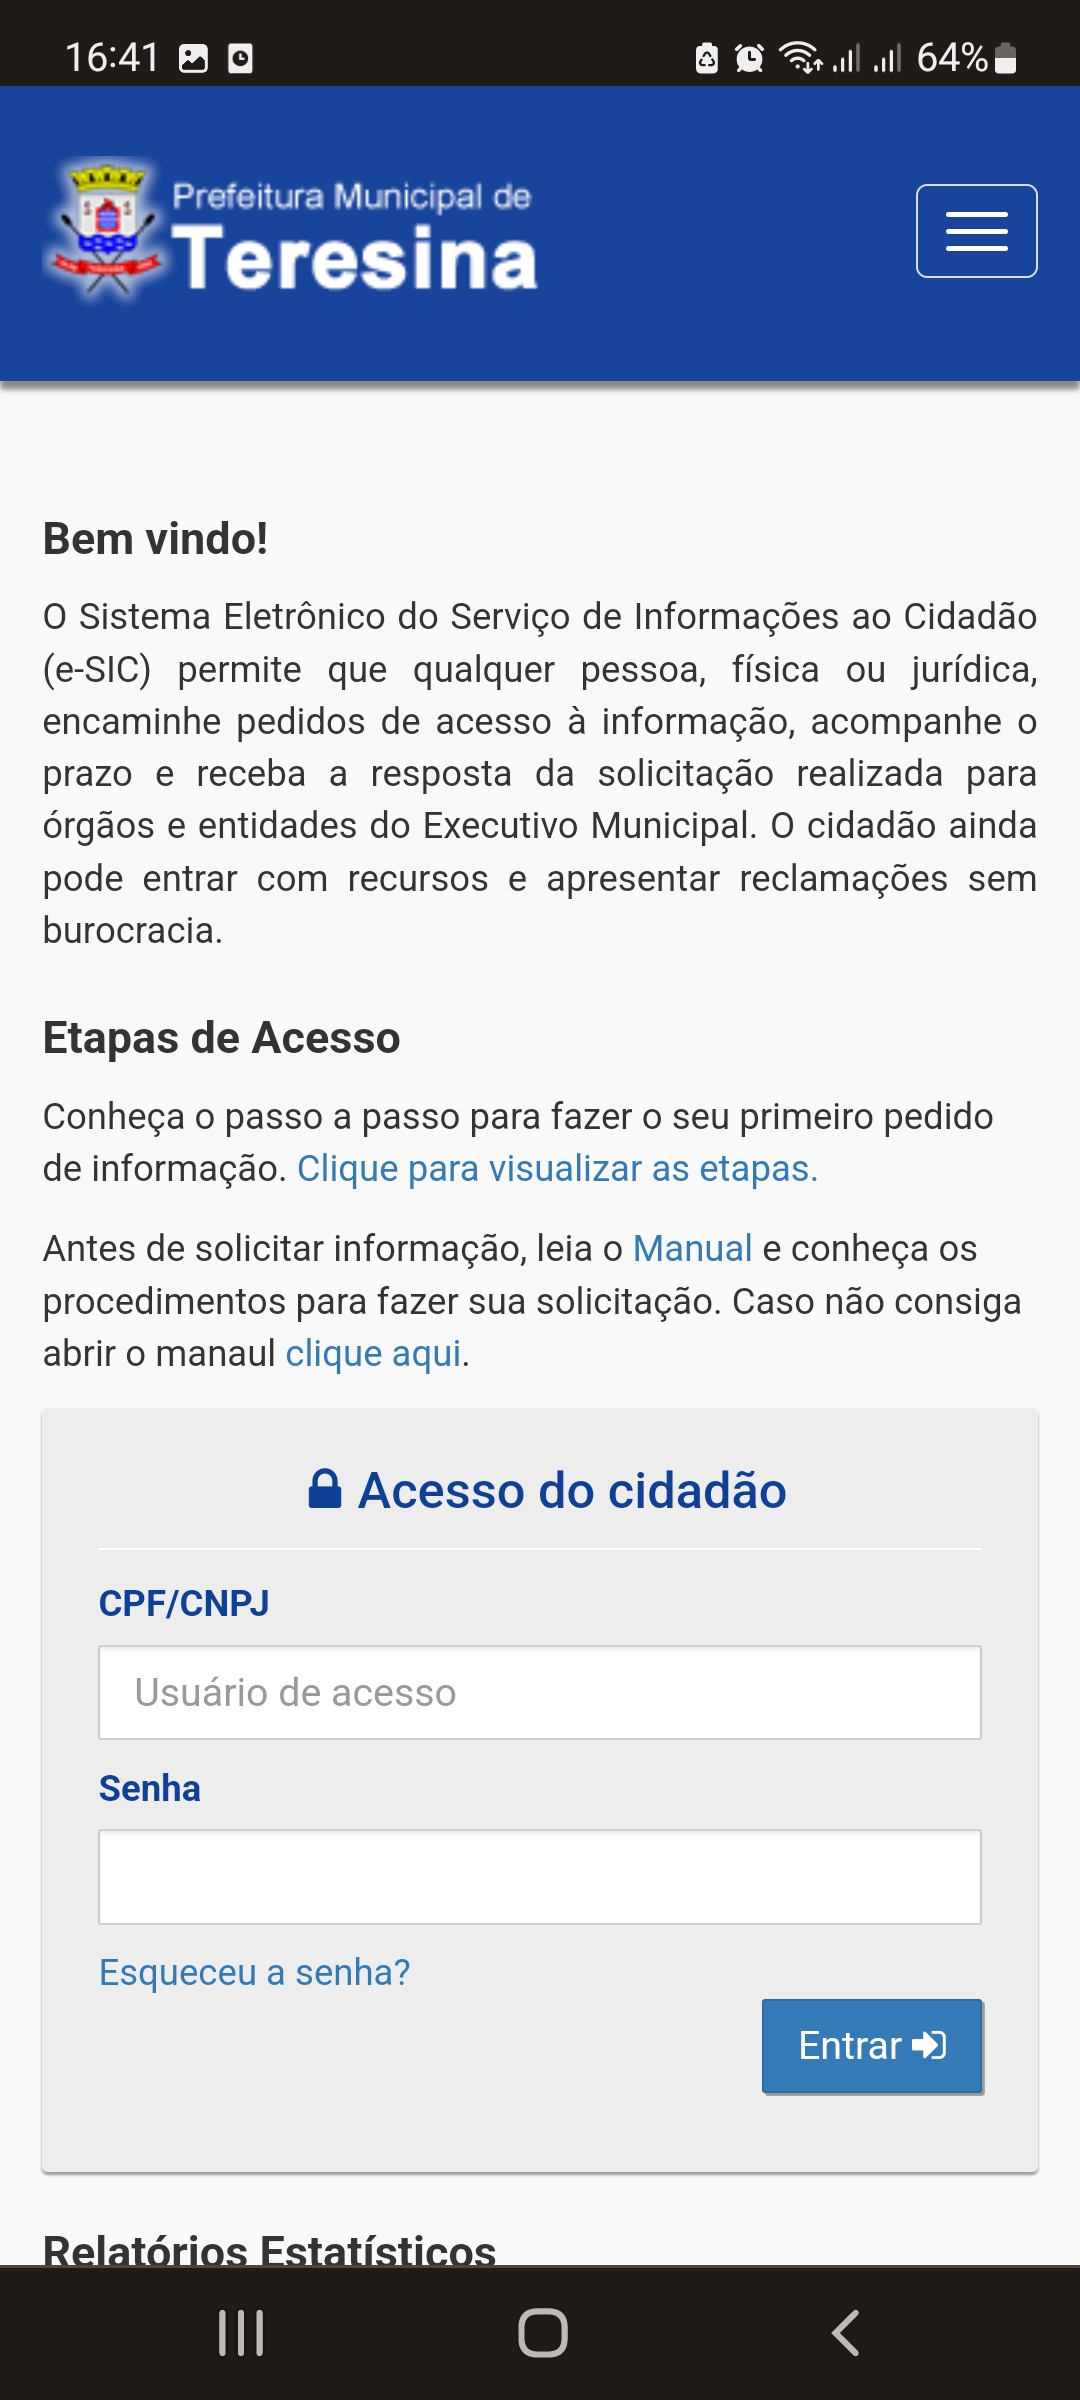 16:41
64%
Prefeitura Municipal de
Teresina
Bem vindo!
O Sistema Eletrônico do Serviço de Informações ao Cidadão
(e-SIC) permite que qualquer pessoa, física ou jurídica,
encaminhe pedidos de acesso à informação, acompanhe o
prazo e receba a resposta da solicitação realizada para
órgãos e entidades do Executivo Municipal. O cidadão ainda
pode entrar com recursos e apresentar reclamações sem
burocracia.
Etapas de Acesso
Conheça o passo a passo para fazer o seu primeiro pedido
de informação. Clique para visualizar as etapas.
Antes de solicitar informação, leia o Manual e conheça os
procedimentos para fazer sua solicitação. Caso não consiga
abrir o manaul clique aqui.
Acesso do cidadão
CPF/CNPJ
Usuário de acesso
Senha
Esqueceu a senha?
Entrar
Relatórios Estatísticos